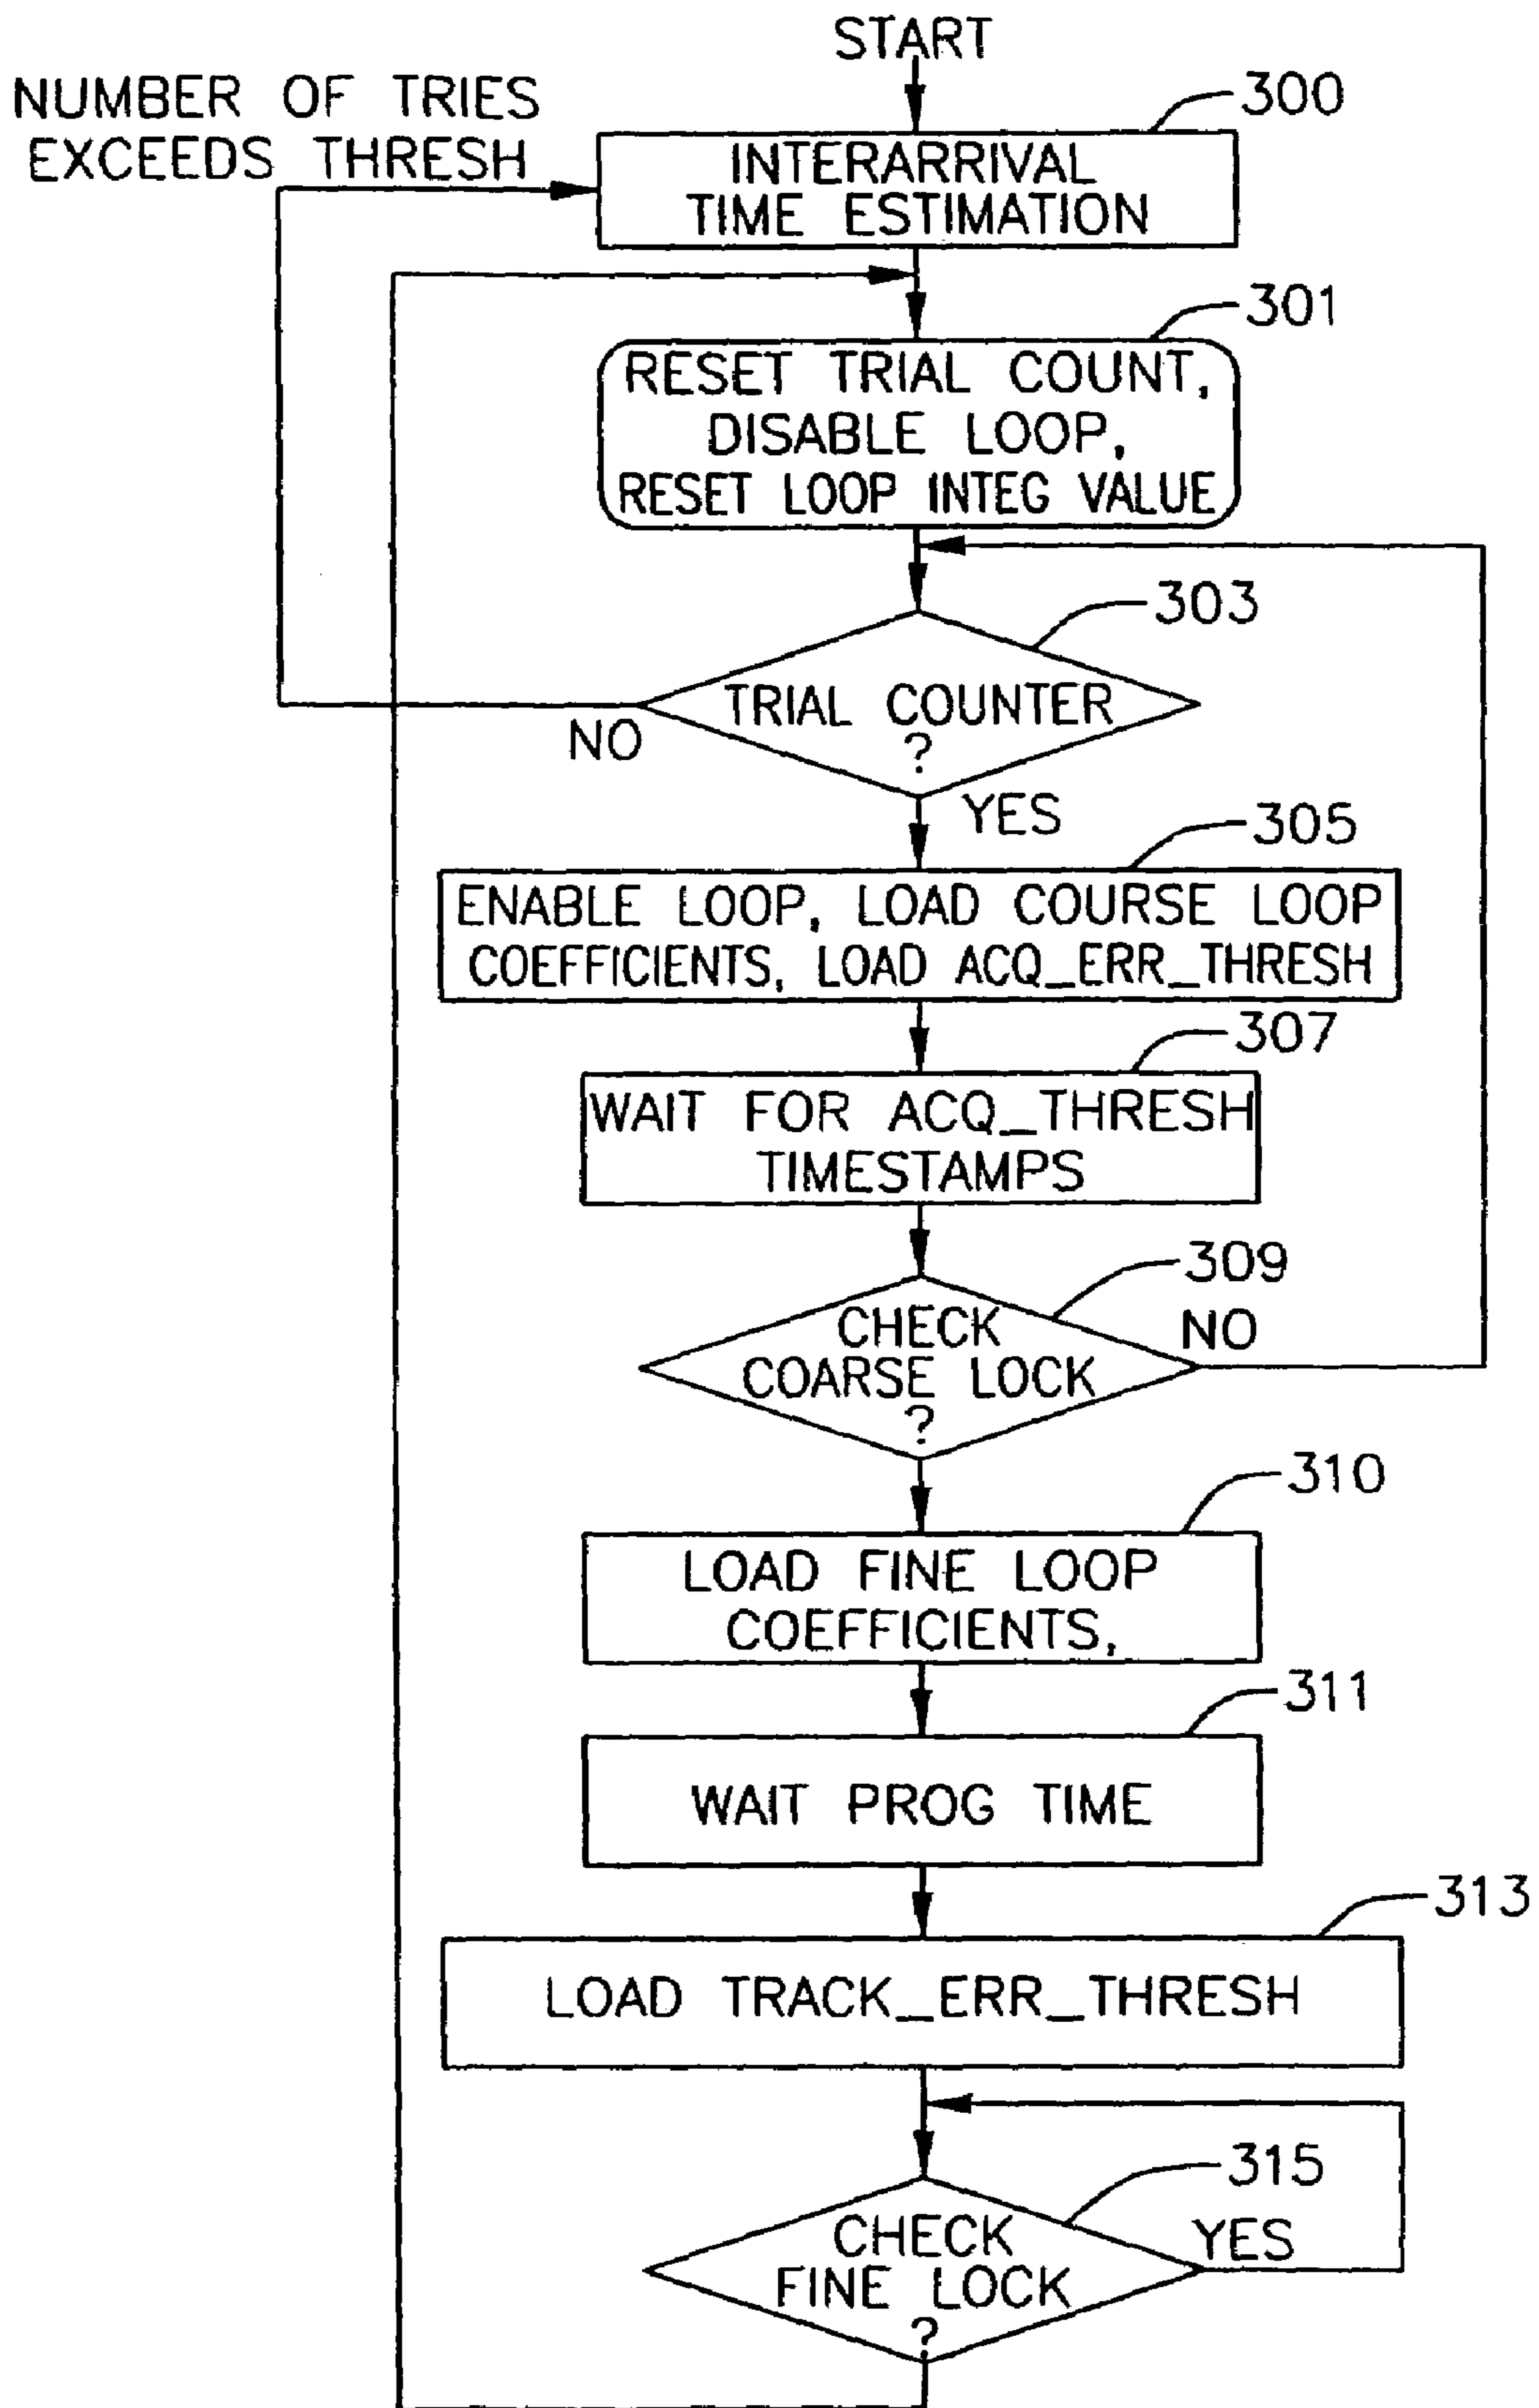 START
NUMBER OF TRIES
EXCEEDS THRESH
300
INTERARRIVAL
TIME ESTIMATION
301
RESET TRIAL COUNT,
DISABLE LOOP,
RESET LOOP INTEG VALUE
303
TRIAL COUNTER
?
NO
YES
305
ENABLE LOOP, LOAD COURSE LOOP
COEFFICIENTS, LOAD ACQ_ERR_THRESH
307
WAIT FOR ACQ_THRESH
TIMESTAMPS
309
CHECK
COARSE LOCK
?
NO
310
LOAD FINE LOOP
COEFFICIENTS,
311
WAIT PROG TIME
313
LOAD TRACK_ERR_THRESH
315
CHECK
FINE LOCK
?
YES